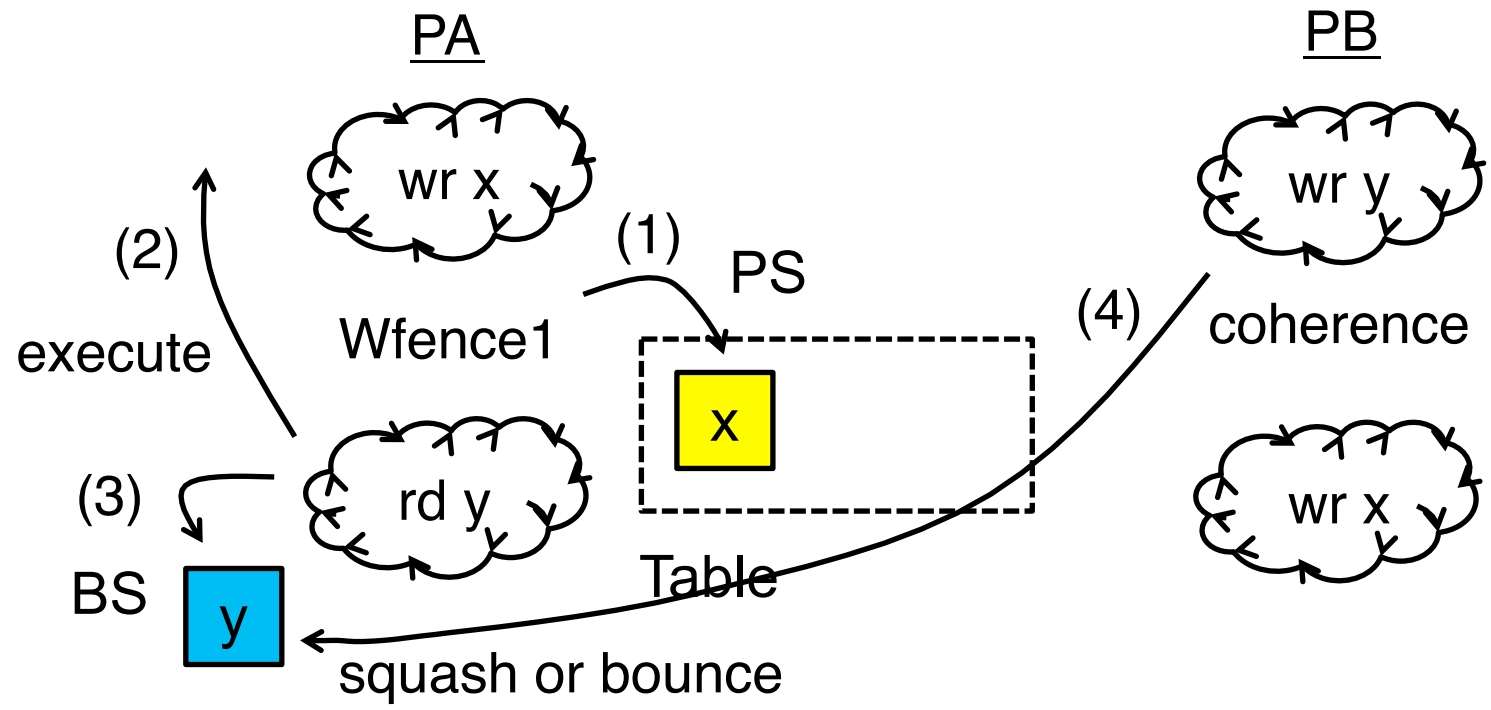 PA
PB
wr x
wr y
(1)
(2)
PS
(4)
execute
Wfence1
coherence
x
(3)
rd y
wr x
BS
y
Table
squash or bounce